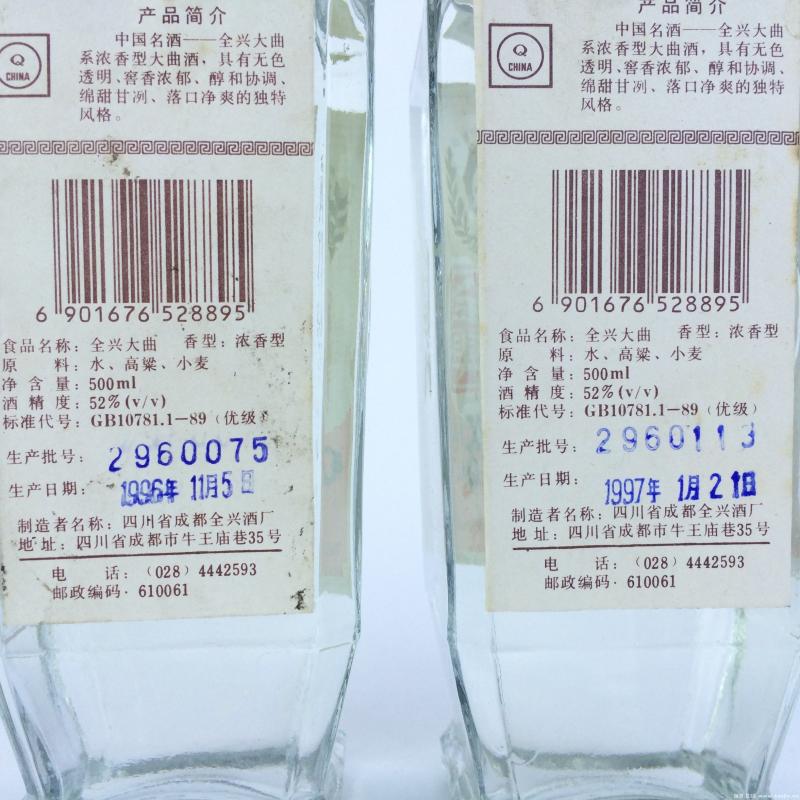 产品简介
Q
CHINA
中国名酒——全兴大曲
系浓香型大曲酒，具有无色
透明、窖香浓郁、醇和协调、
绵甜甘冽、落口净爽的独特
风格。
6 901676 528895
食品名称：全兴大曲 香型：浓香型
原 料：水、高粱、小麦
净 含 量：500ml
酒 精 度：52%(v/v)
标准代号：GB10781.1—89（优级）
生产批号：2960075
生产日期：1996年 11月5日
制造者名称：四川省成都全兴酒厂
地 址：四川省成都市牛王庙巷35号
电 话：（028）4442593
邮政编码·610061
产品简介
Q
CHINA
中国名酒——全兴大曲
系浓香型大曲酒，具有无色
透明、窖香浓郁、醇和协调、
绵甜甘冽、落口净爽的独特
风格。
6 901676 528895
食品名称：全兴大曲 香型：浓香型
原 料：水、高粱、小麦
净 含 量：500ml
酒 精 度：52%(v/v)
标准代号：GB10781.1—89（优级）
生产批号：2960113
生产日期：1997年 1月21日
制造者名称：四川省成都全兴酒厂
地 址：四川省成都市牛王庙巷35号
电 话：（028）4442593
邮政编码·610061